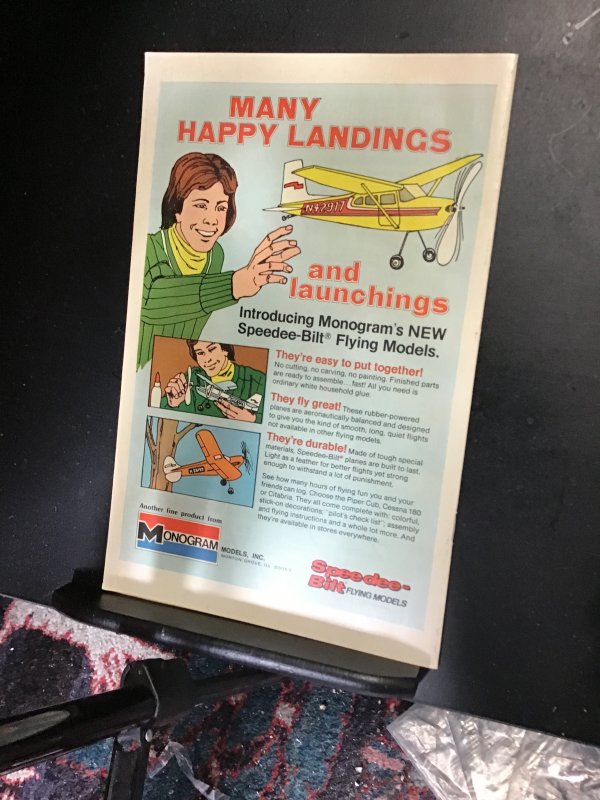 MANY
HAPPY LANDINGS
N47917
and
launchings
Introducing Monogram's NEW
Speedee-Bilt® Flying Models.
They're easy to put together!
No cutting, no carving, no painting. Finished parts
are ready to assemble... fast! All you need is
ordinary white household glue.
They fly great! These rubber-powered
planes are aeronautically balanced and designed
to give you the kind of smooth, long, quiet flights
not available in other flying models.
They're durable! Made of tough special
materials, Speedee-Bilt® planes are built to last.
Light as a feather for better flights yet strong
enough to withstand a lot of punishment.
See how many hours of flying fun you and your
friends can log. Choose the Piper Cub, Cessna 180
or Citabria. They all come complete with: colorful,
stick-on decorations, "pilot's check list", assembly
and flying instructions and a whole lot more. And
they're available in stores everywhere.
Another fine product from
MONOGRAM MODELS, INC.
MORTON GROVE, ILL.
Speedee-
Bilt FLYING MODELS